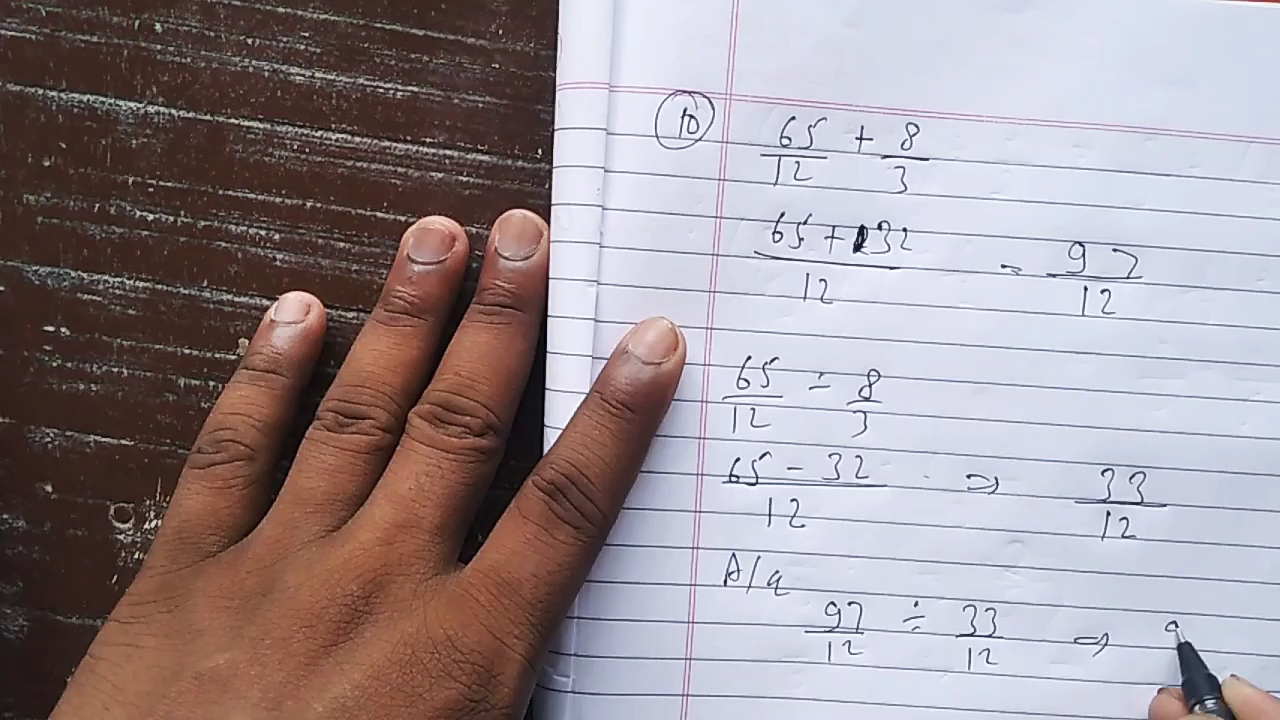 10 65/12 + 8/3
65 + 32/12 = 97/12
65/12 - 8/3
65 - 32/12 ⇒ 33/12
A/q
97/12 ÷ 33/12 ⇒